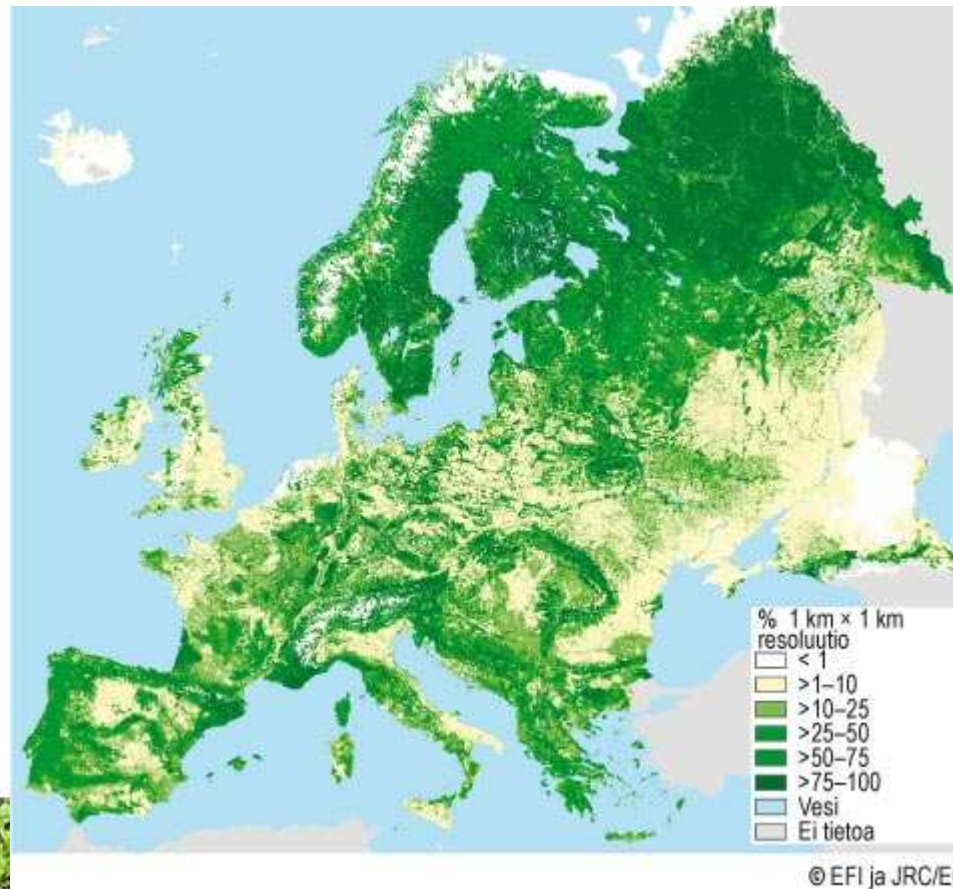 % 1 km × 1 km
resoluutio
< 1
>1–10
>10–25
>25–50
>50–75
>75–100
Vesi
Ei tietoa
© EFI ja JRC/E